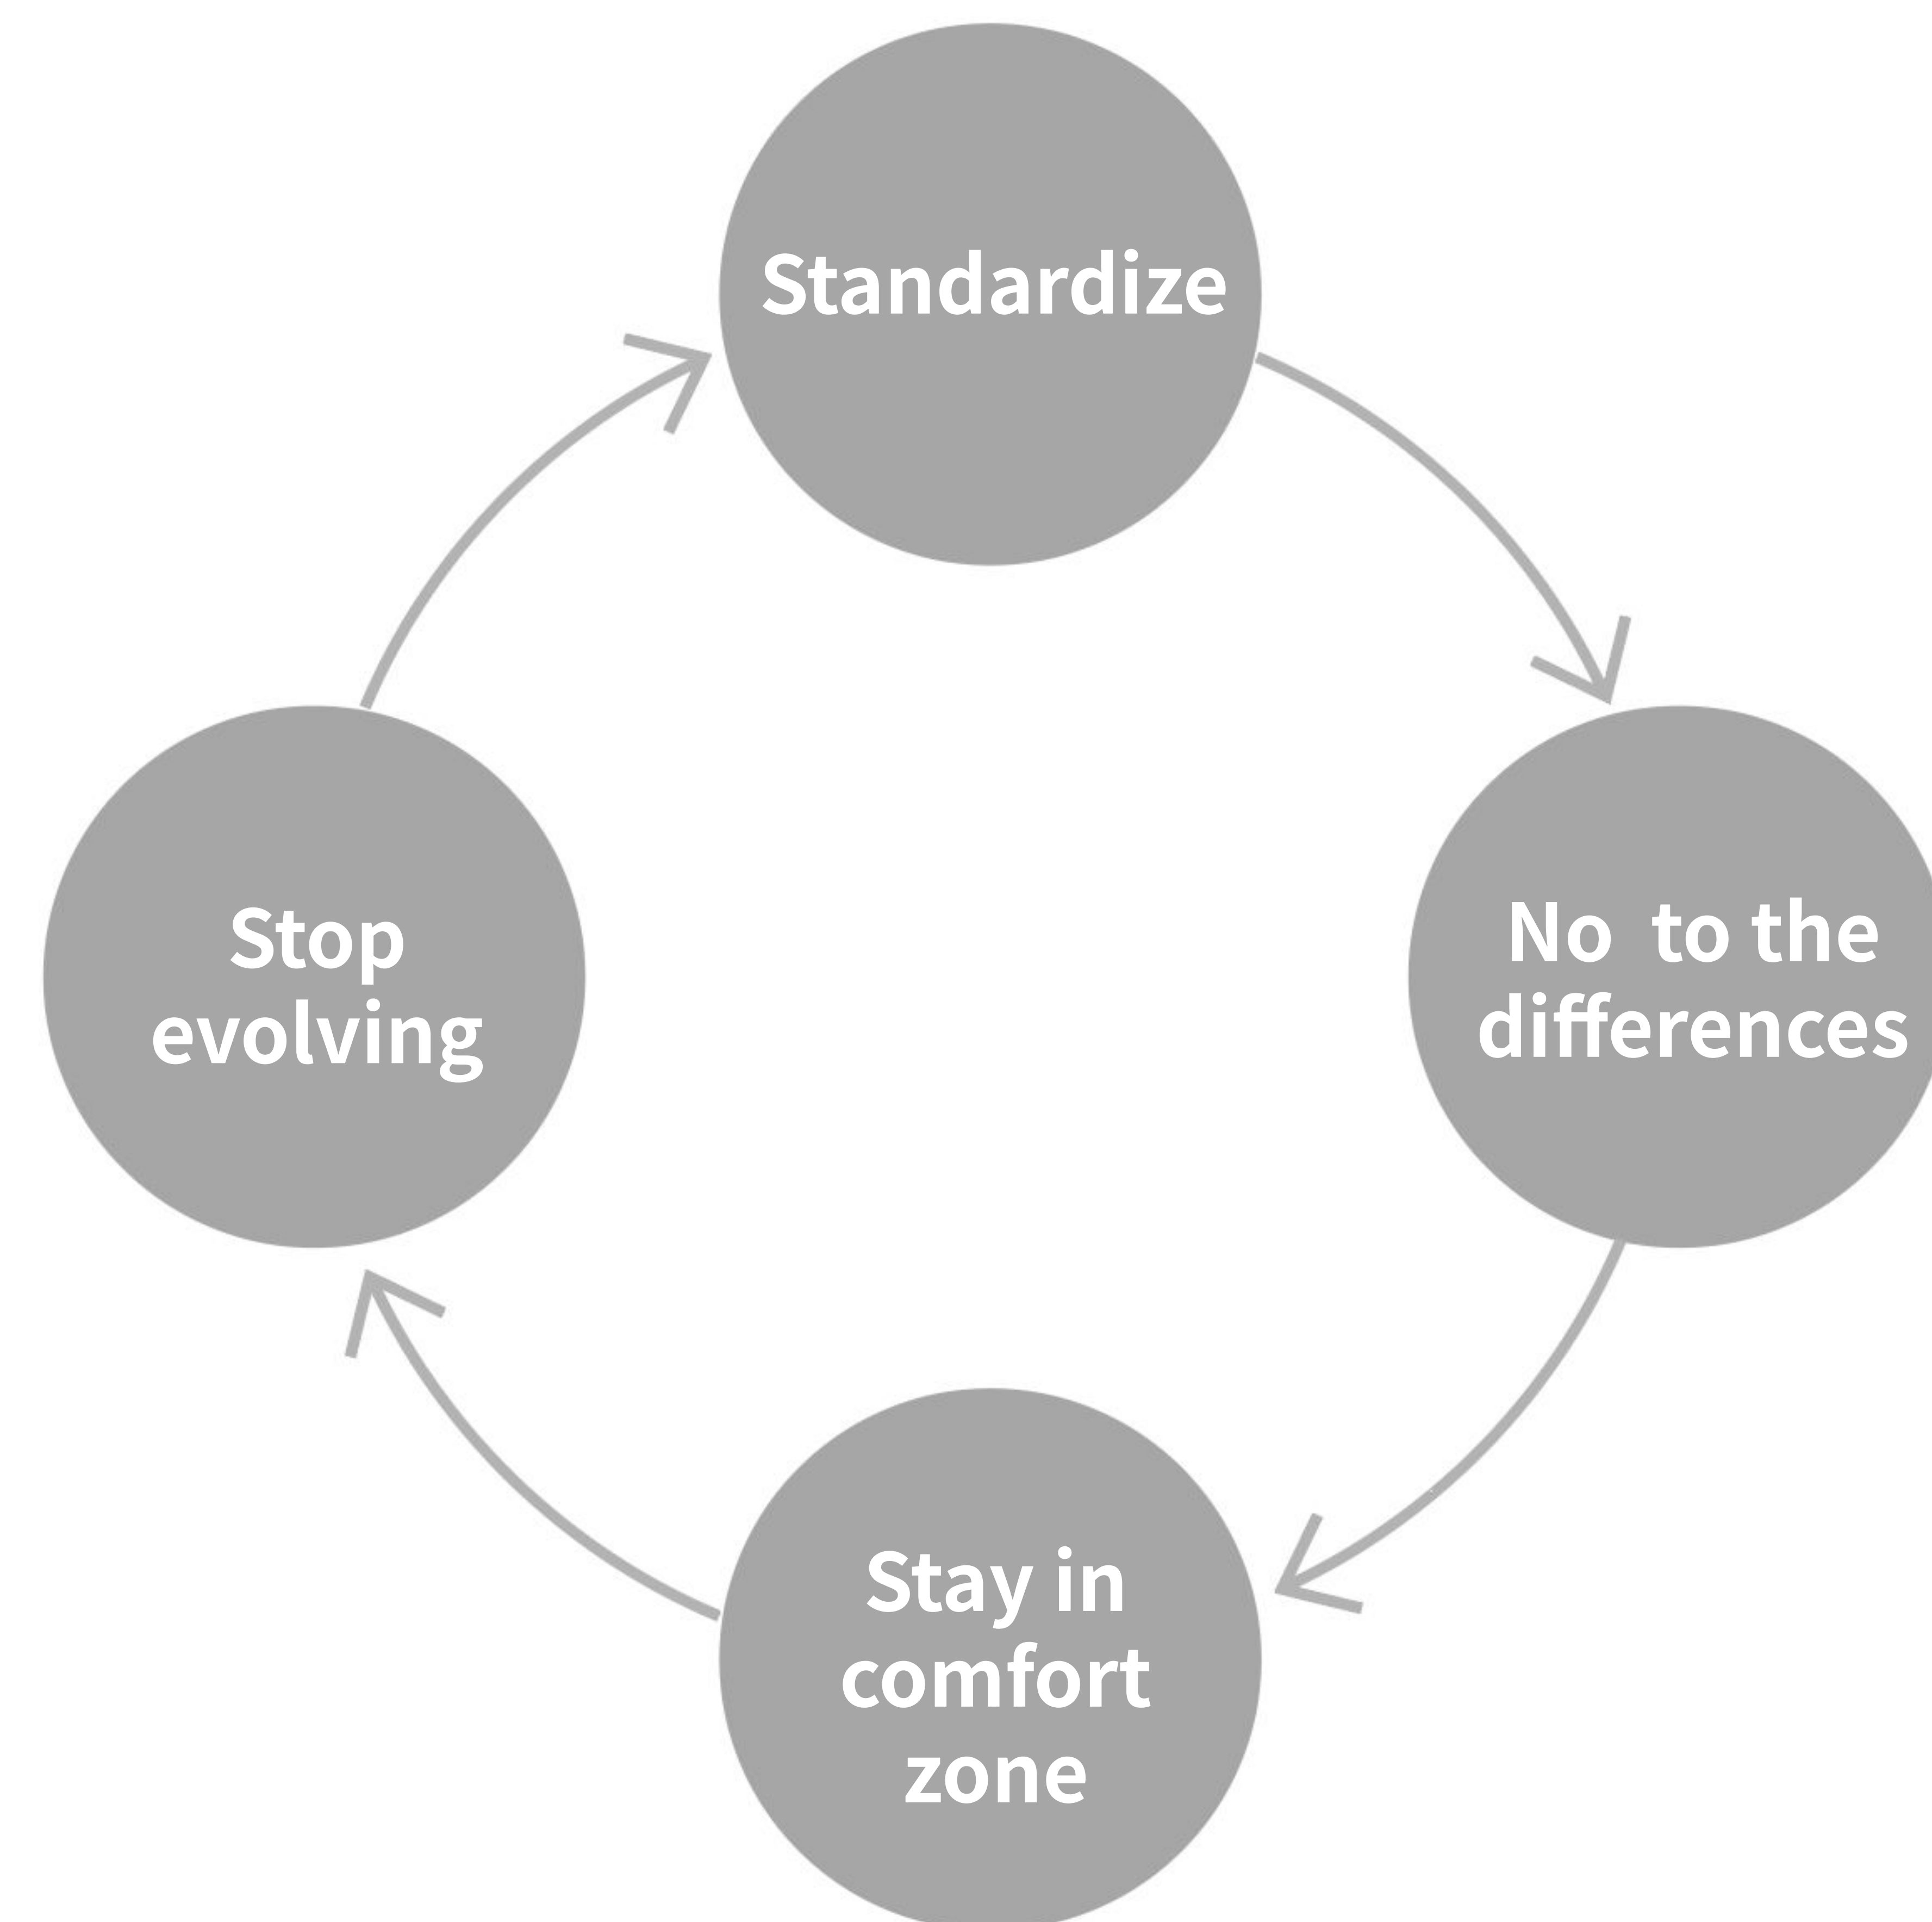 Standardize
No to the
differences
Stay in
comfort
zone
Stop
evolving